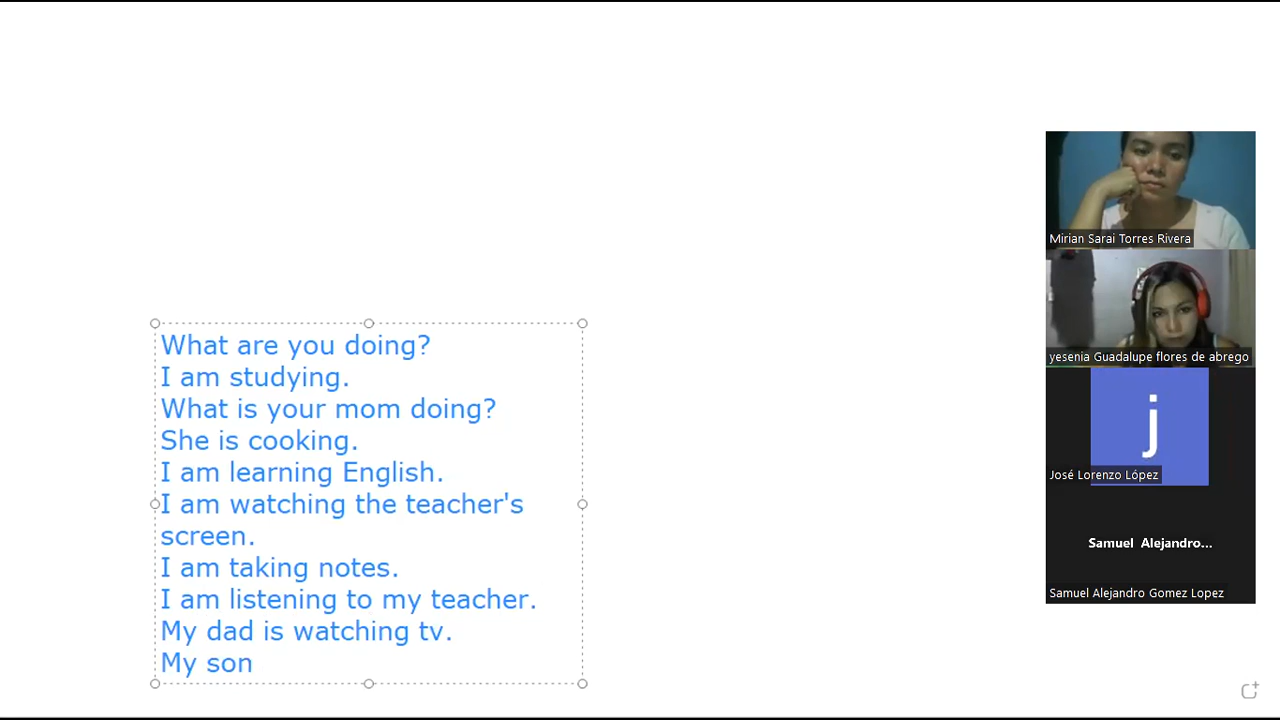 What are you doing?
I am studying.
What is your mom doing?
She is cooking.
I am learning English.
I am watching the teacher's
screen.
I am taking notes.
I am listening to my teacher.
My dad is watching tv.
My son
Mirian Sarai Torres Rivera
yesenia Guadalupe flores de abrego
j
José Lorenzo López
Samuel Alejandro...
Samuel Alejandro Gomez Lopez